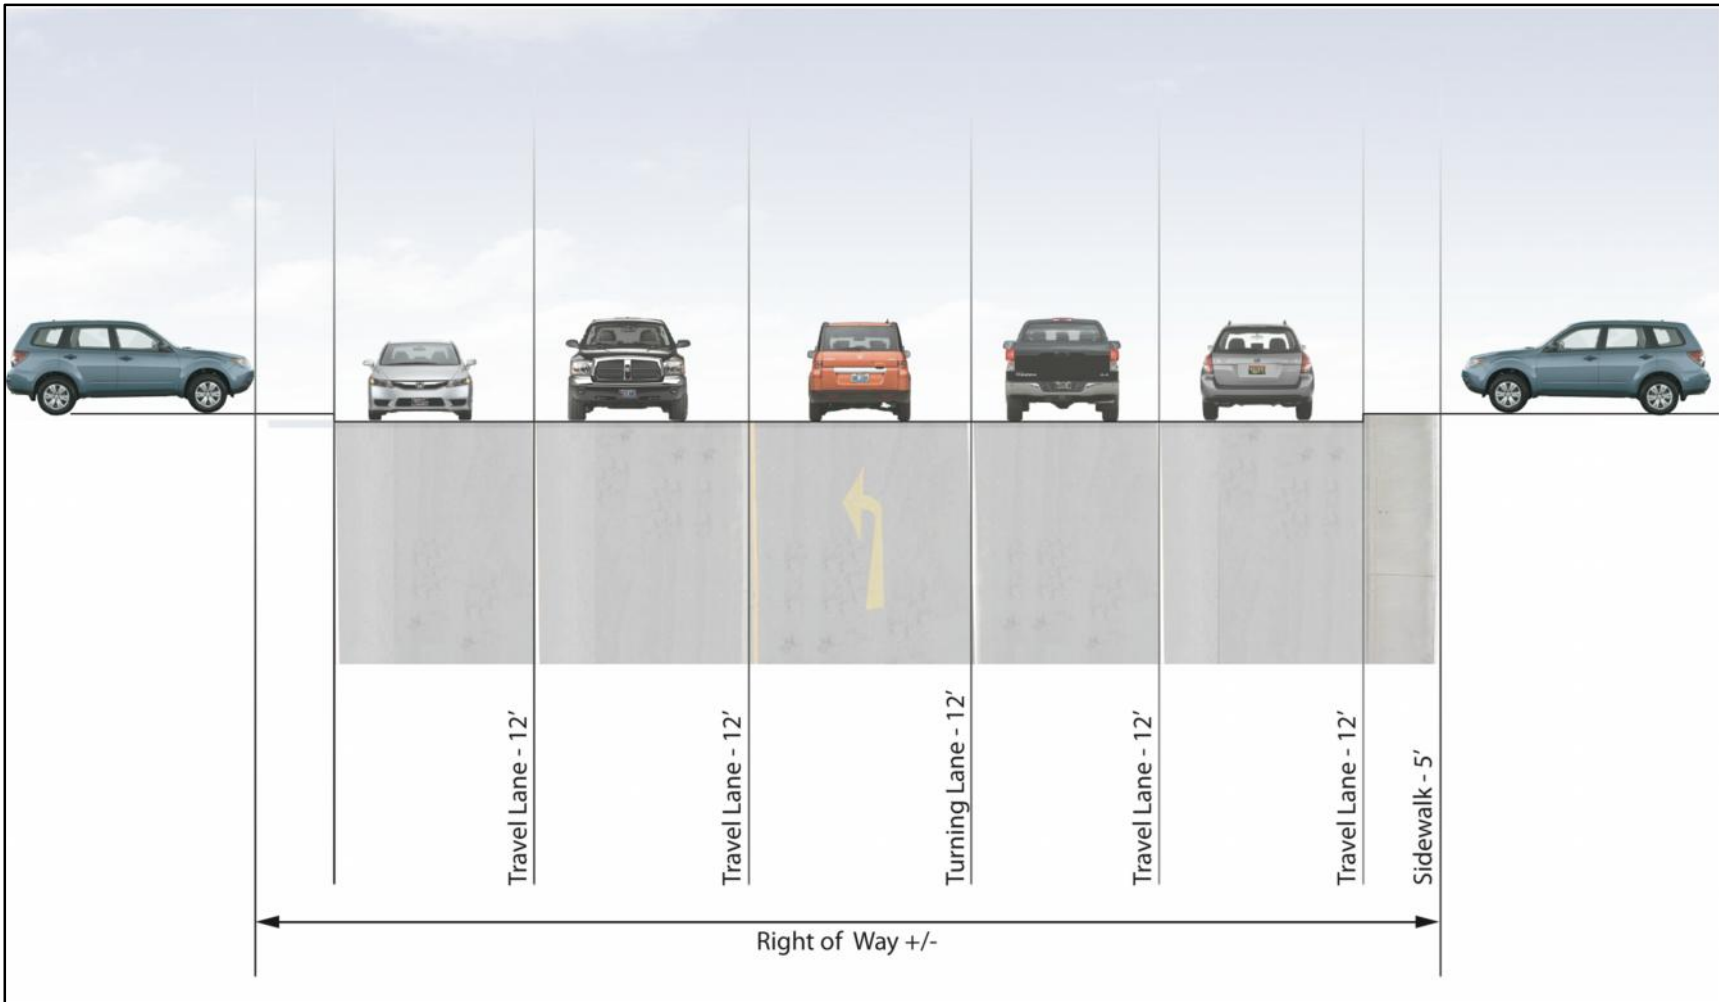 Travel Lane - 12’
Travel Lane - 12’
Turning Lane - 12’
Travel Lane - 12’
Travel Lane - 12’
Sidewalk - 5’
Right of Way +/-